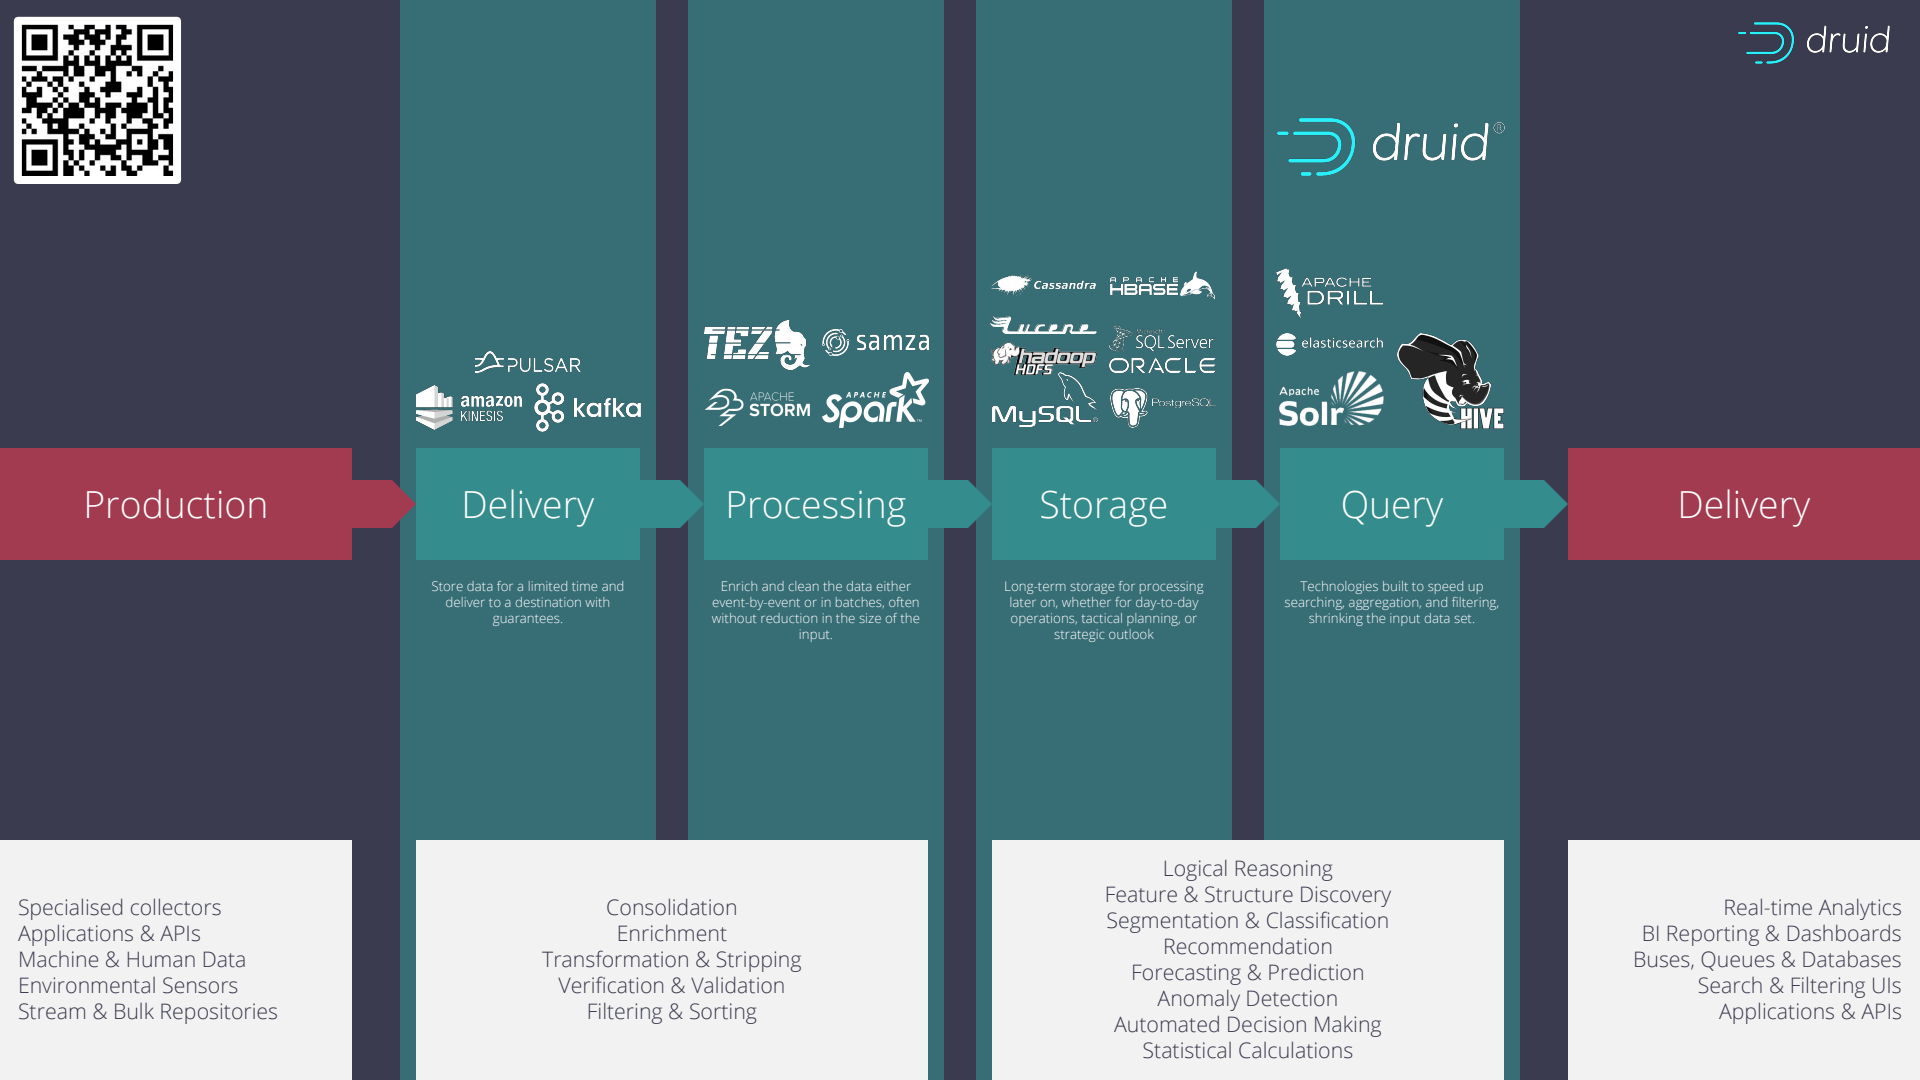 druid
druid®
PULSAR
amazon
KINESIS
kafka
TEZ
samza
APACHE
STORM
APACHE
Spark™
Cassandra
APACHE
HBASE
Lucene
Microsoft
SQL Server
hadoop
HDFS
ORACLE
MySQL®
PostgreSQL
APACHE
DRILL
elasticsearch
Apache
Solr
HIVE
Production
Delivery
Processing
Storage
Query
Delivery
Store data for a limited time and
deliver to a destination with
guarantees.
Enrich and clean the data either
event-by-event or in batches, often
without reduction in the size of the
input.
Long-term storage for processing
later on, whether for day-to-day
operations, tactical planning, or
strategic outlook
Technologies built to speed up
searching, aggregation, and filtering,
shrinking the input data set.
Specialised collectors
Applications & APIs
Machine & Human Data
Environmental Sensors
Stream & Bulk Repositories
Consolidation
Enrichment
Transformation & Stripping
Verification & Validation
Filtering & Sorting
Logical Reasoning
Feature & Structure Discovery
Segmentation & Classification
Recommendation
Forecasting & Prediction
Anomaly Detection
Automated Decision Making
Statistical Calculations
Real-time Analytics
BI Reporting & Dashboards
Buses, Queues & Databases
Search & Filtering UIs
Applications & APIs